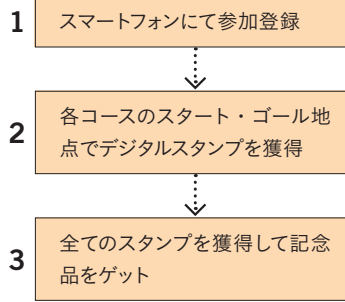 1 スマートフォンにて参加登録
2 各コースのスタート・ゴール地
点でデジタルスタンプを獲得
3 全てのスタンプを獲得して記念
品をゲット